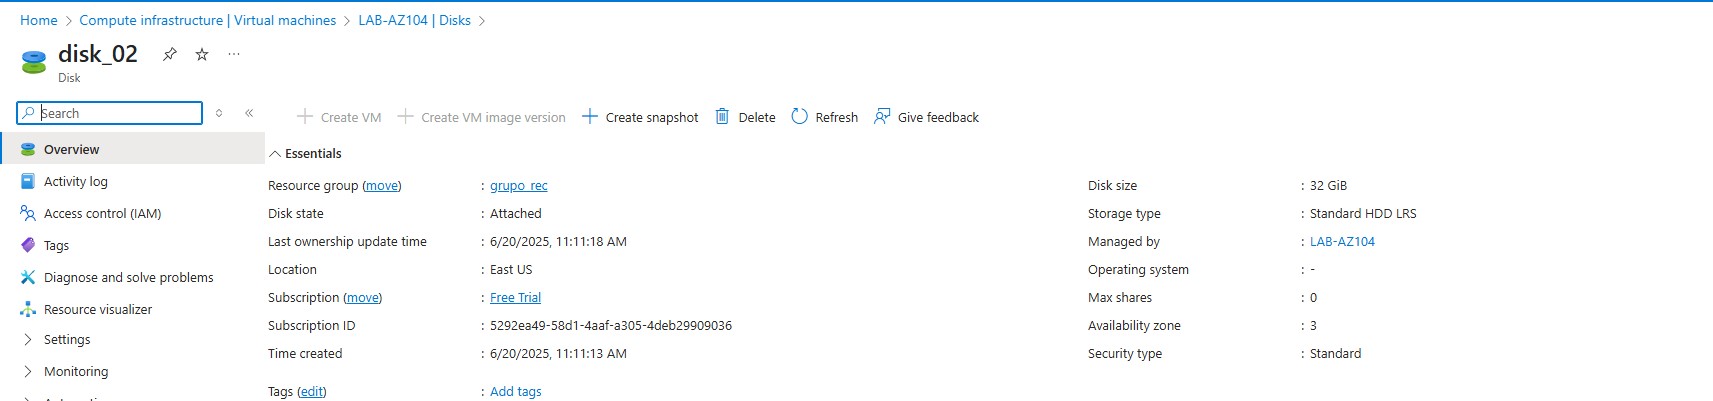 Home > Compute infrastructure | Virtual machines > LAB-AZ104 | Disks >
disk_02
Disk
Search
Create VM Create VM image version Create snapshot Delete Refresh Give feedback
Overview
Activity log
Access control (IAM)
Tags
Diagnose and solve problems
Resource visualizer
Settings
Monitoring
Essentials
Resource group (move) : grupo_rec
Disk state : Attached
Last ownership update time : 6/20/2025, 11:11:18 AM
Location : East US
Subscription (move) : Free Trial
Subscription ID : 5292ea49-58d1-4aaf-a305-4deb29909036
Time created : 6/20/2025, 11:11:13 AM
Tags (edit) : Add tags
Disk size : 32 GiB
Storage type : Standard HDD LRS
Managed by : LAB-AZ104
Operating system : -
Max shares : 0
Availability zone : 3
Security type : Standard